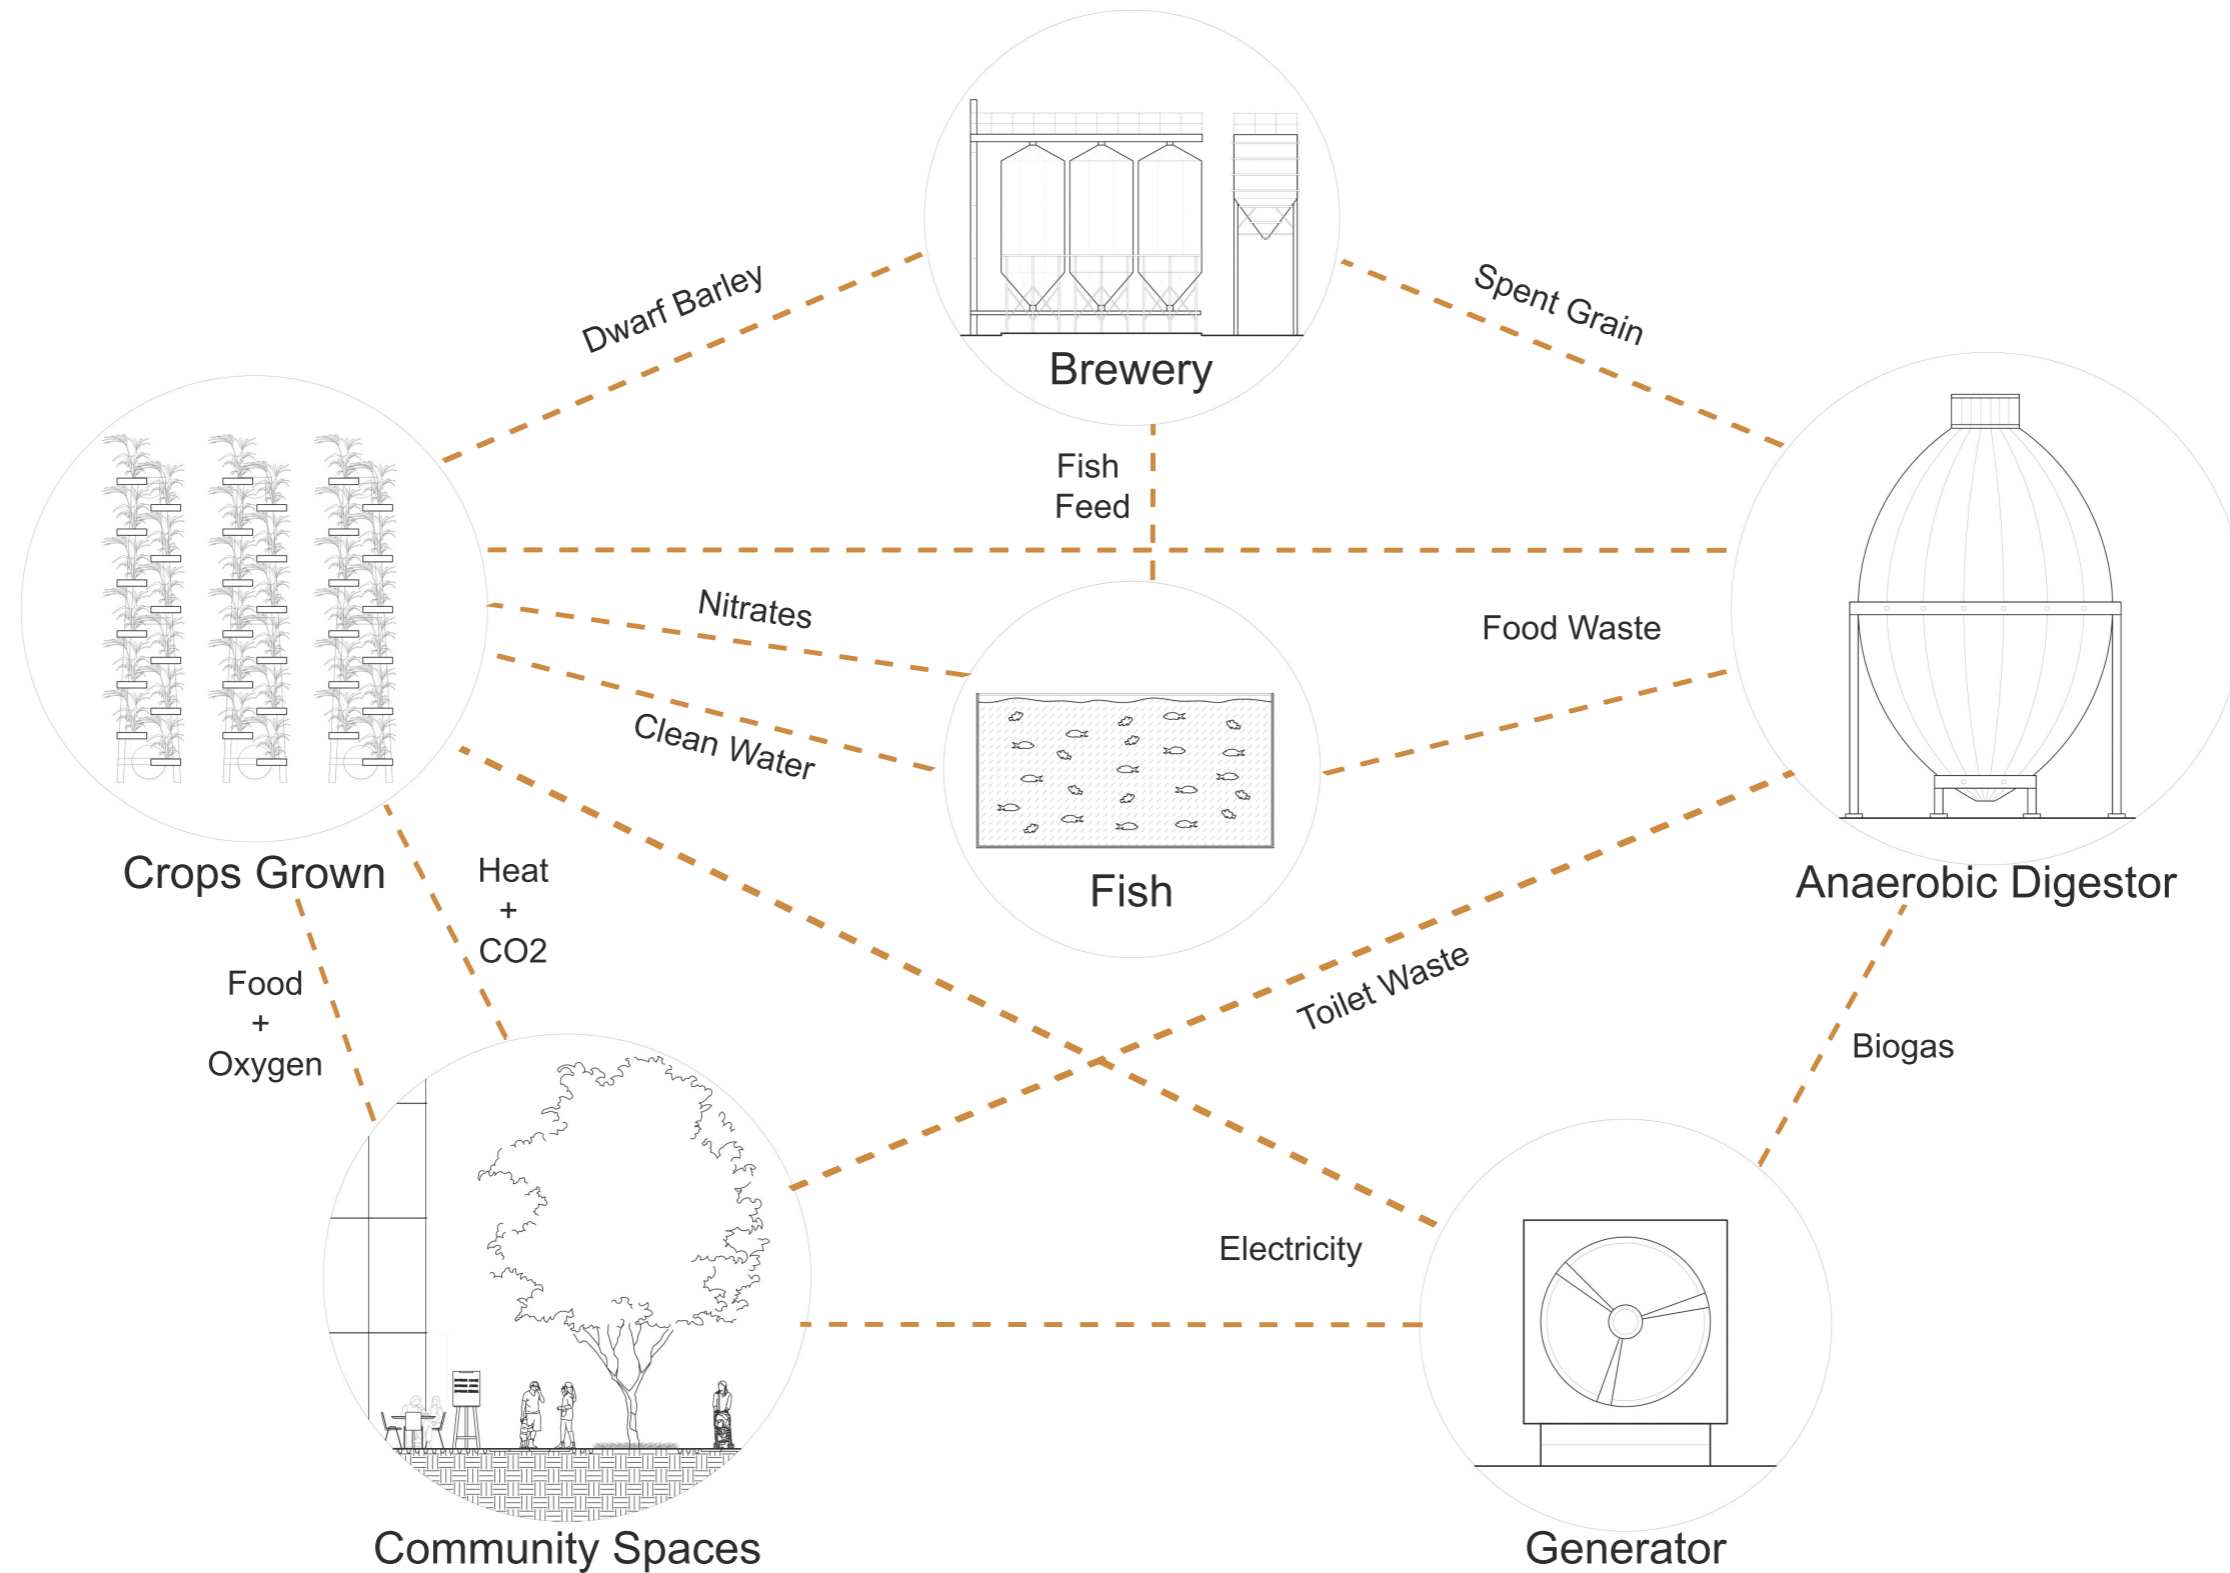 Dwarf Barley
Spent Grain
Brewery
Fish
Feed
Nitrates
Food Waste
Clean Water
Crops Grown
Heat
+
CO2
Fish
Anaerobic Digestor
Food
+
Oxygen
Toilet Waste
Biogas
Electricity
Community Spaces
Generator